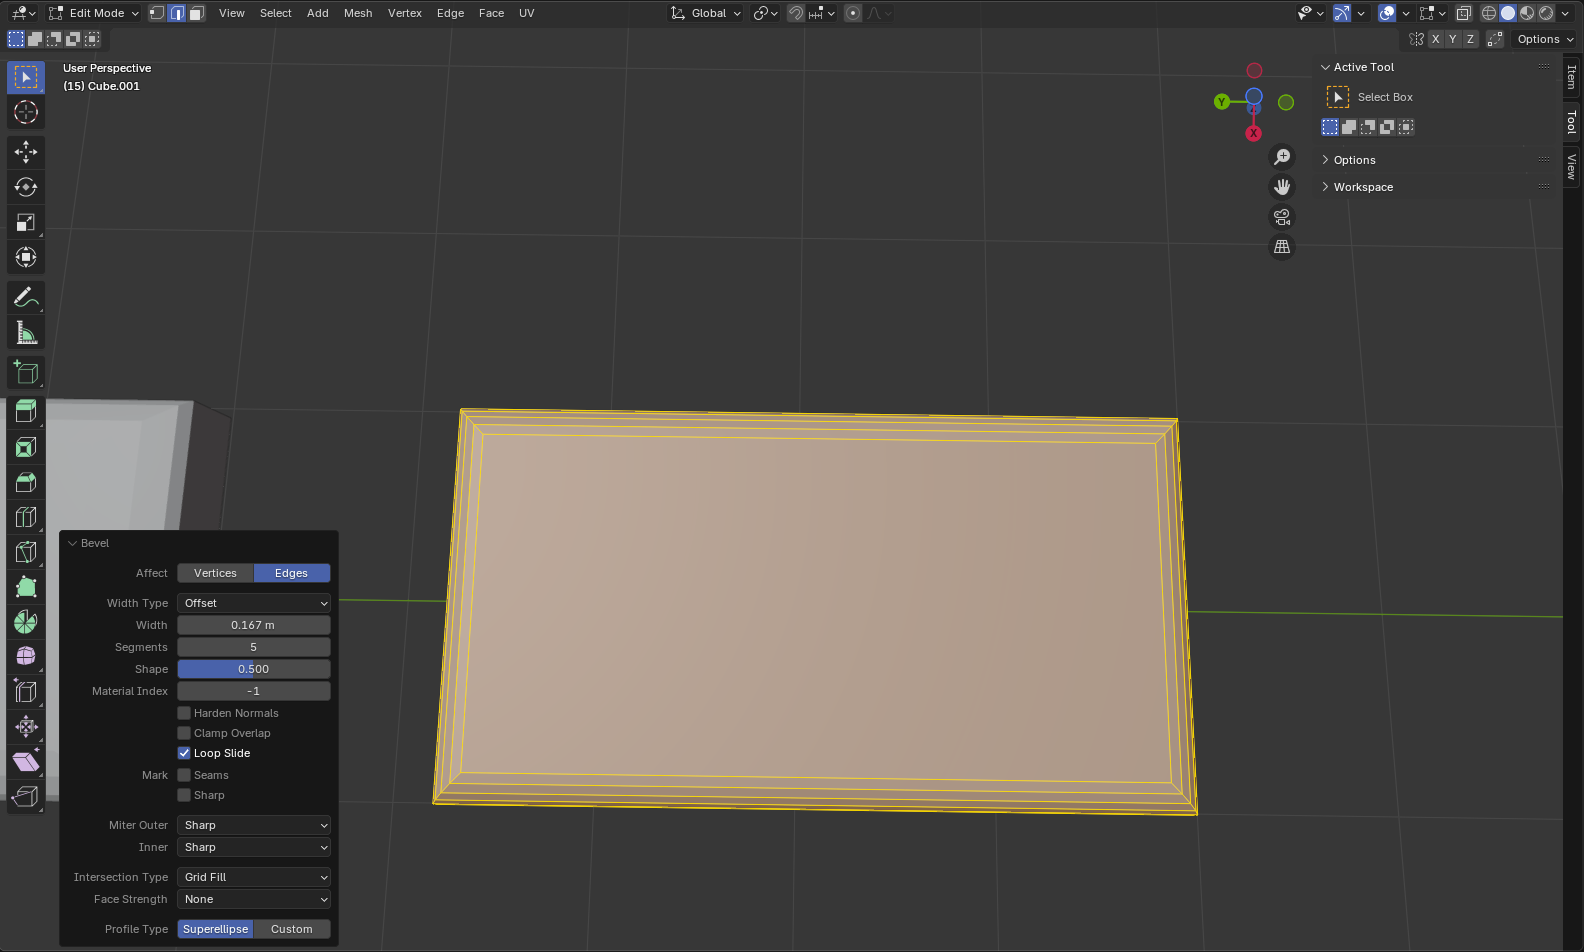 Edit Mode View Select Add Mesh Vertex Edge Face UV Global
X Y Z Options
User Perspective
(15) Cube.001
Y
X
Active Tool
Select Box
Options
Workspace
Item
Tool
View
Bevel
Affect Vertices Edges
Width Type Offset
Width 0.167 m
Segments 5
Shape 0.500
Material Index -1
Harden Normals
Clamp Overlap
Loop Slide
Mark Seams
Sharp
Miter Outer Sharp
Inner Sharp
Intersection Type Grid Fill
Face Strength None
Profile Type Superellipse Custom